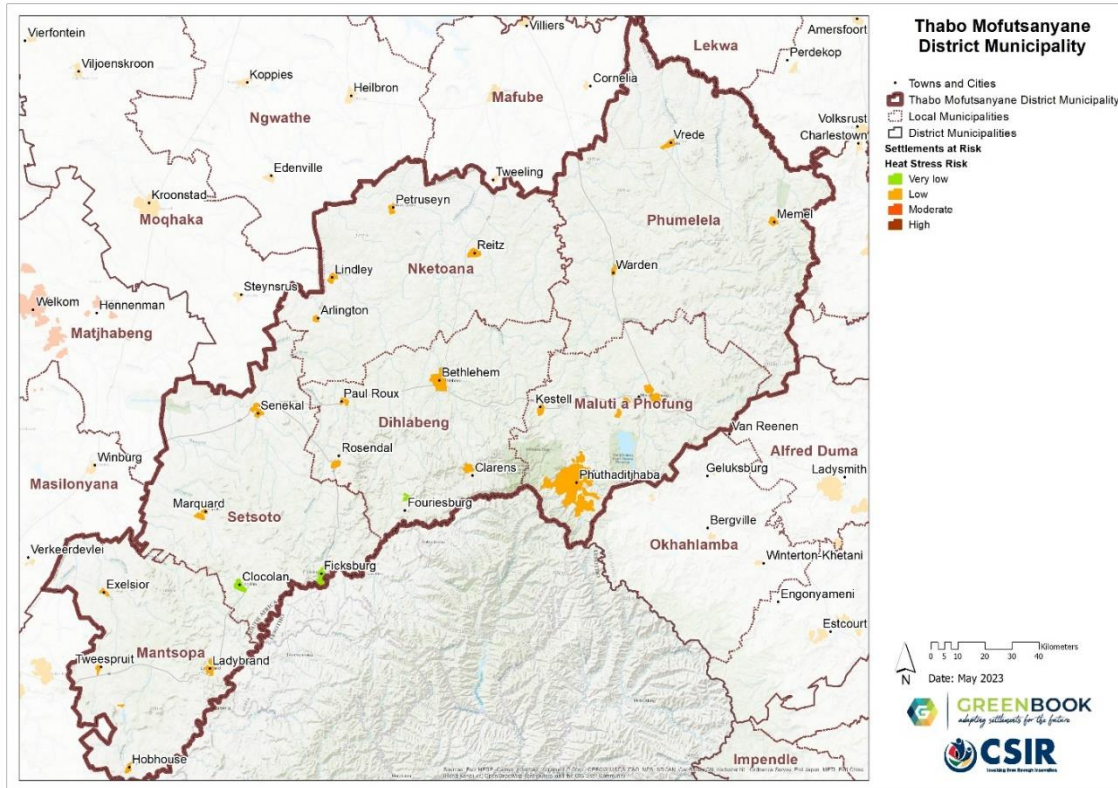 Thabo Mofutsanyane
District Municipality
Towns and Cities
Thabo Mofutsanyane District Municipality
Local Municipalities
District Municipalities
Settlements at Risk
Heat Stress Risk
Very low
Low
Moderate
High
Vierfontein
Villiers
Amersfoort
Lekwa
Perdekop
Viljoenskroon
Koppies
Heilbron
Mafube
Cornelia
Ngwathe
Volksrust
Charlestown
Vrede
Edenville
Tweeling
Kroonstad
Moqhaka
Petruseyn
Phumelela
Memel
Reitz
Nketoana
Lindley
Warden
Steynsrus
Welkom
Hennenman
Arlington
Matjhabeng
Bethlehem
Paul Roux
Kestell
Maluti a Phofung
Senekal
Dihlabeng
Van Reenen
Alfred Duma
Rosendal
Winburg
Clarens
Phuthaditjhaba
Geluksburg
Ladysmith
Masilonyana
Marquard
Setsoto
Fouriesburg
Bergville
Okhahlamba
Verkeerdevlei
Winterton-Khetani
Exelsior
Clocolan
Ficksburg
Engonyameni
Estcourt
Mantsopa
Tweespruit
Ladybrand
Hobhouse
Impendle
Kilometers
0 5 10 20 30 40
N
Date: May 2023
GREENBOOK
adapting settlements for the future
CSIR
Touching lives through innovation